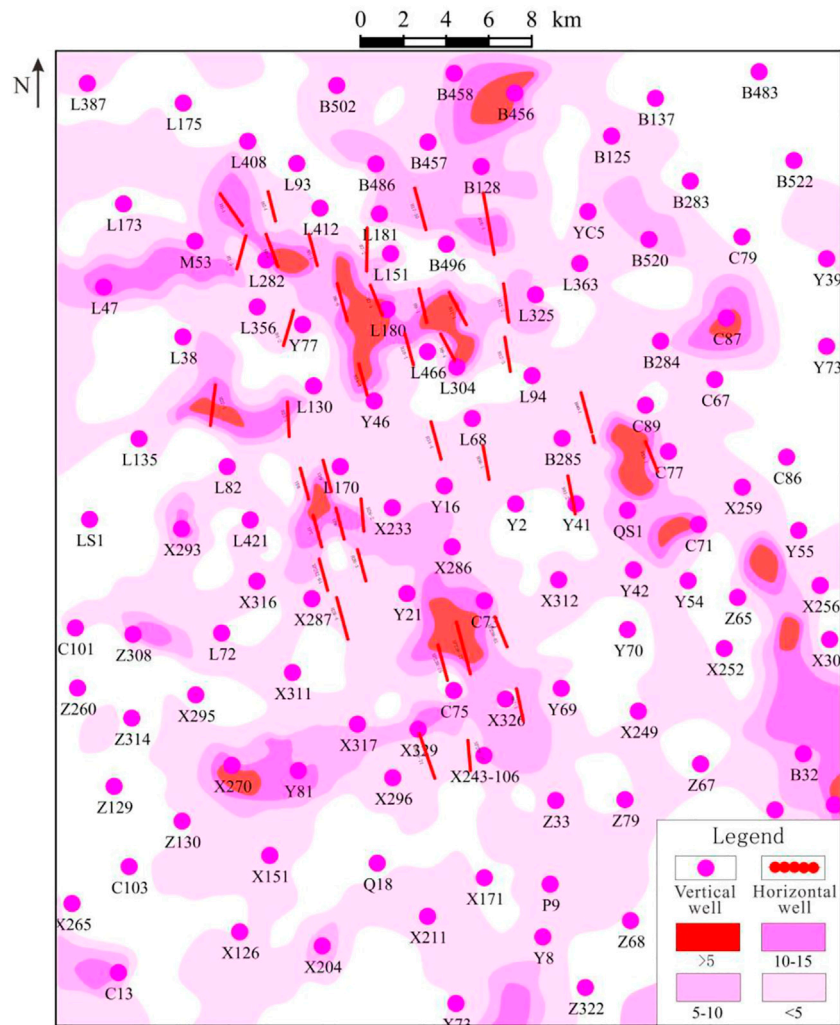 0 2 4 6 8 km
N
B458
B483
L387
B502
B456
B137
L175
L408
B457
B125
L93
B486
B128
B522
B283
L173
L412
L181
YC5
M53
B496
B520
C79
L282
L151
L363
Y39
L47
L356
L180
L325
C87
L38
Y77
L466
B284
Y73
L304
L130
L94
C67
Y46
C89
L135
L68
B285
C77
L82
L170
C86
Y16
X259
LS1
X233
Y2
Y41
QS1
X293
L421
C71
Y55
X286
X316
Y42
X287
Y21
X312
Y54
X256
C73
Z65
C101
Z308
L72
Y70
X30
X252
X311
Z260
X295
C75
X326
Y69
Z314
X317
X329
X249
X270
Y81
X243-106
Z67
B32
Z129
X296
Z33
Z79
Z130
Legend
C103
X151
Q18
X171
P9
Vertical well
Horizontal well
X265
X211
Z68
X126
X204
Y8
>5
10-15
C13
Z322
5-10
<5